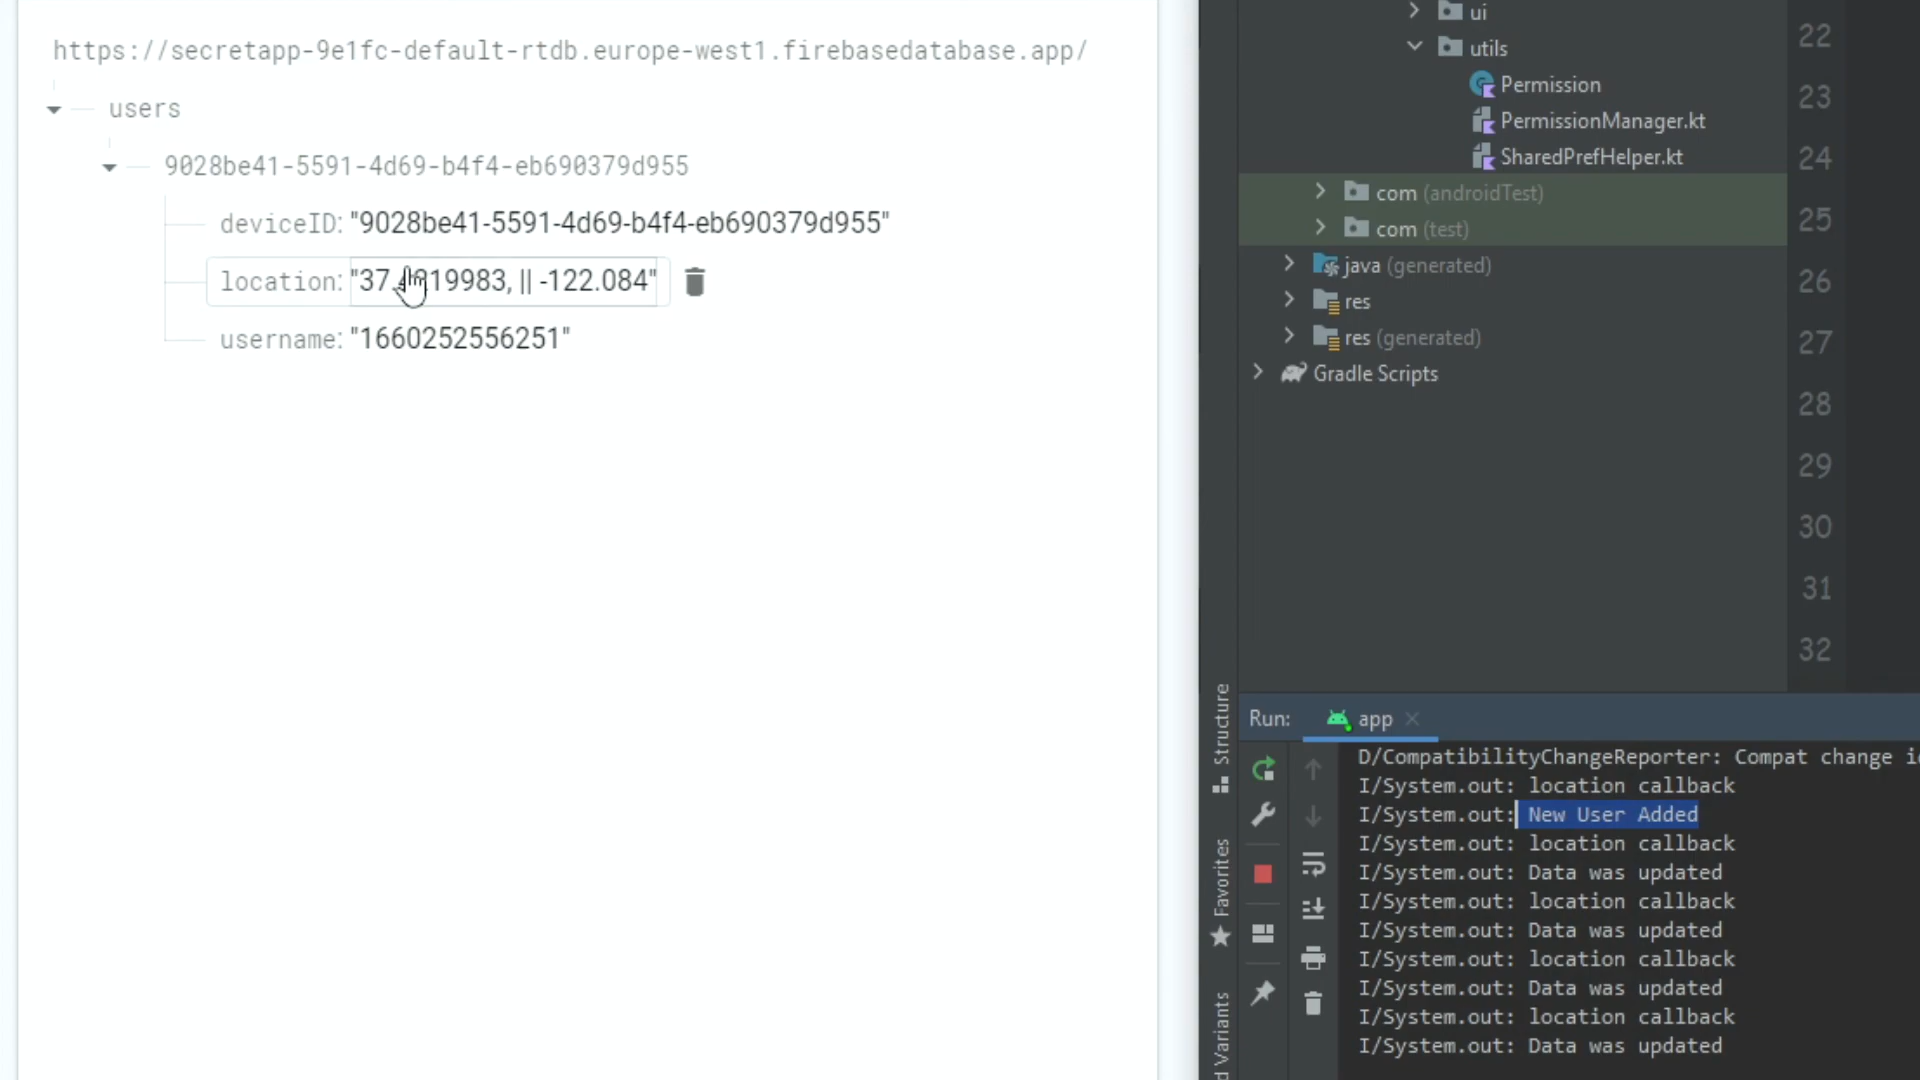 https://secretapp-9e1fc-default-rtdb.europe-west1.firebasedatabase.app/
users
9028be41-5591-4d69-b4f4-eb690379d955
deviceID: "9028be41-5591-4d69-b4f4-eb690379d955"
location: || -122.084"
username: "1660252556251"
ui
utils
Permission
PermissionManager.kt
SharedPrefHelper.kt
com (androidTest)
com (test)
java (generated)
res
res (generated)
Gradle Scripts
22
23
24
25
26
27
28
29
30
31
32
Structure
Favorites
Variants
Run: app
D/CompatibilityChangeReporter: Compat change
I/System.out: location callback
I/System.out: New User Added
I/System.out: location callback
I/System.out: Data was updated
I/System.out: location callback
I/System.out: Data was updated
I/System.out: location callback
I/System.out: Data was updated
I/System.out: location callback
I/System.out: Data was updated